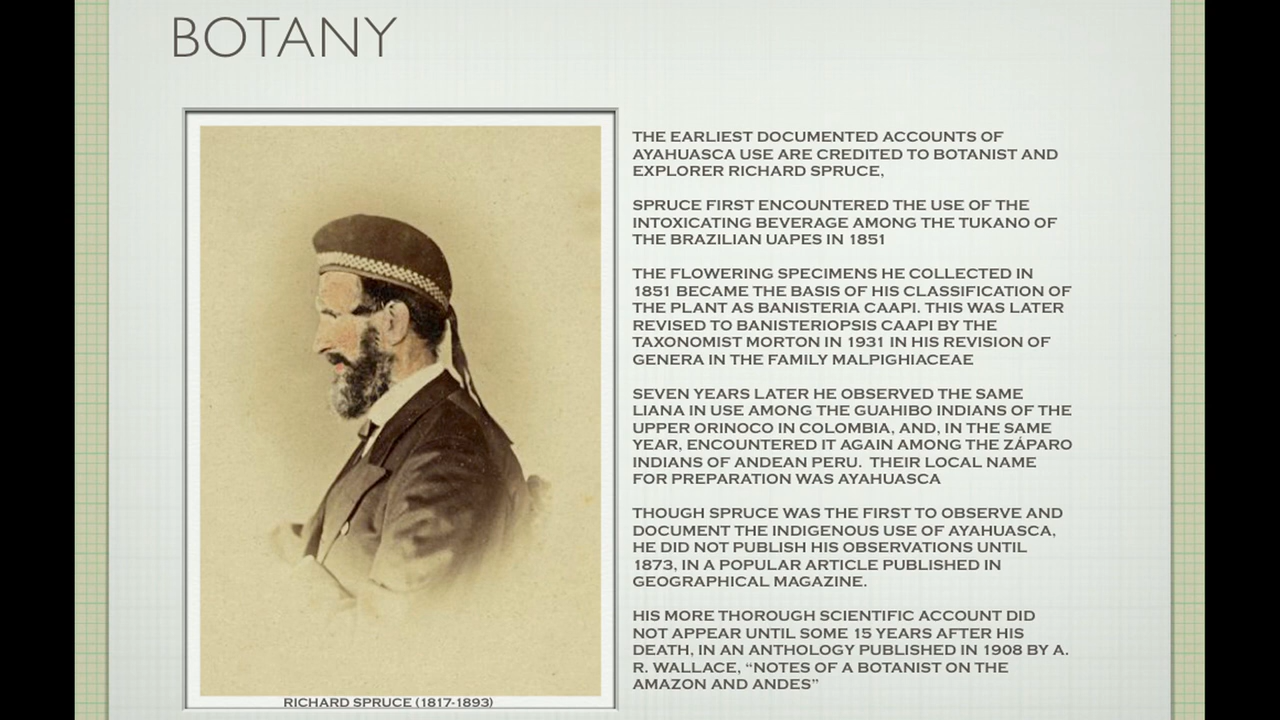 BOTANY
THE EARLIEST DOCUMENTED ACCOUNTS OF
AYAHUASCA USE ARE CREDITED TO BOTANIST AND
EXPLORER RICHARD SPRUCE,
SPRUCE FIRST ENCOUNTERED THE USE OF THE
INTOXICATING BEVERAGE AMONG THE TUKANO OF
THE BRAZILIAN UAPES IN 1851
THE FLOWERING SPECIMENS HE COLLECTED IN
1851 BECAME THE BASIS OF HIS CLASSIFICATION OF
THE PLANT AS BANISTERIA CAAPI. THIS WAS LATER
REVISED TO BANISTERIOPSIS CAAPI BY THE
TAXONOMIST MORTON IN 1931 IN HIS REVISION OF
GENERA IN THE FAMILY MALPIGHIACEAE
SEVEN YEARS LATER HE OBSERVED THE SAME
LIANA IN USE AMONG THE GUAHIBO INDIANS OF THE
UPPER ORINOCO IN COLOMBIA, AND, IN THE SAME
YEAR, ENCOUNTERED IT AGAIN AMONG THE ZÁPARO
INDIANS OF ANDEAN PERU.  THEIR LOCAL NAME
FOR PREPARATION WAS AYAHUASCA
THOUGH SPRUCE WAS THE FIRST TO OBSERVE AND
DOCUMENT THE INDIGENOUS USE OF AYAHUASCA,
HE DID NOT PUBLISH HIS OBSERVATIONS UNTIL
1873, IN A POPULAR ARTICLE PUBLISHED IN
GEOGRAPHICAL MAGAZINE.
HIS MORE THOROUGH SCIENTIFIC ACCOUNT DID
NOT APPEAR UNTIL SOME 15 YEARS AFTER HIS
DEATH, IN AN ANTHOLOGY PUBLISHED IN 1908 BY A.
R. WALLACE, “NOTES OF A BOTANIST ON THE
AMAZON AND ANDES”
RICHARD SPRUCE (1817-1893)